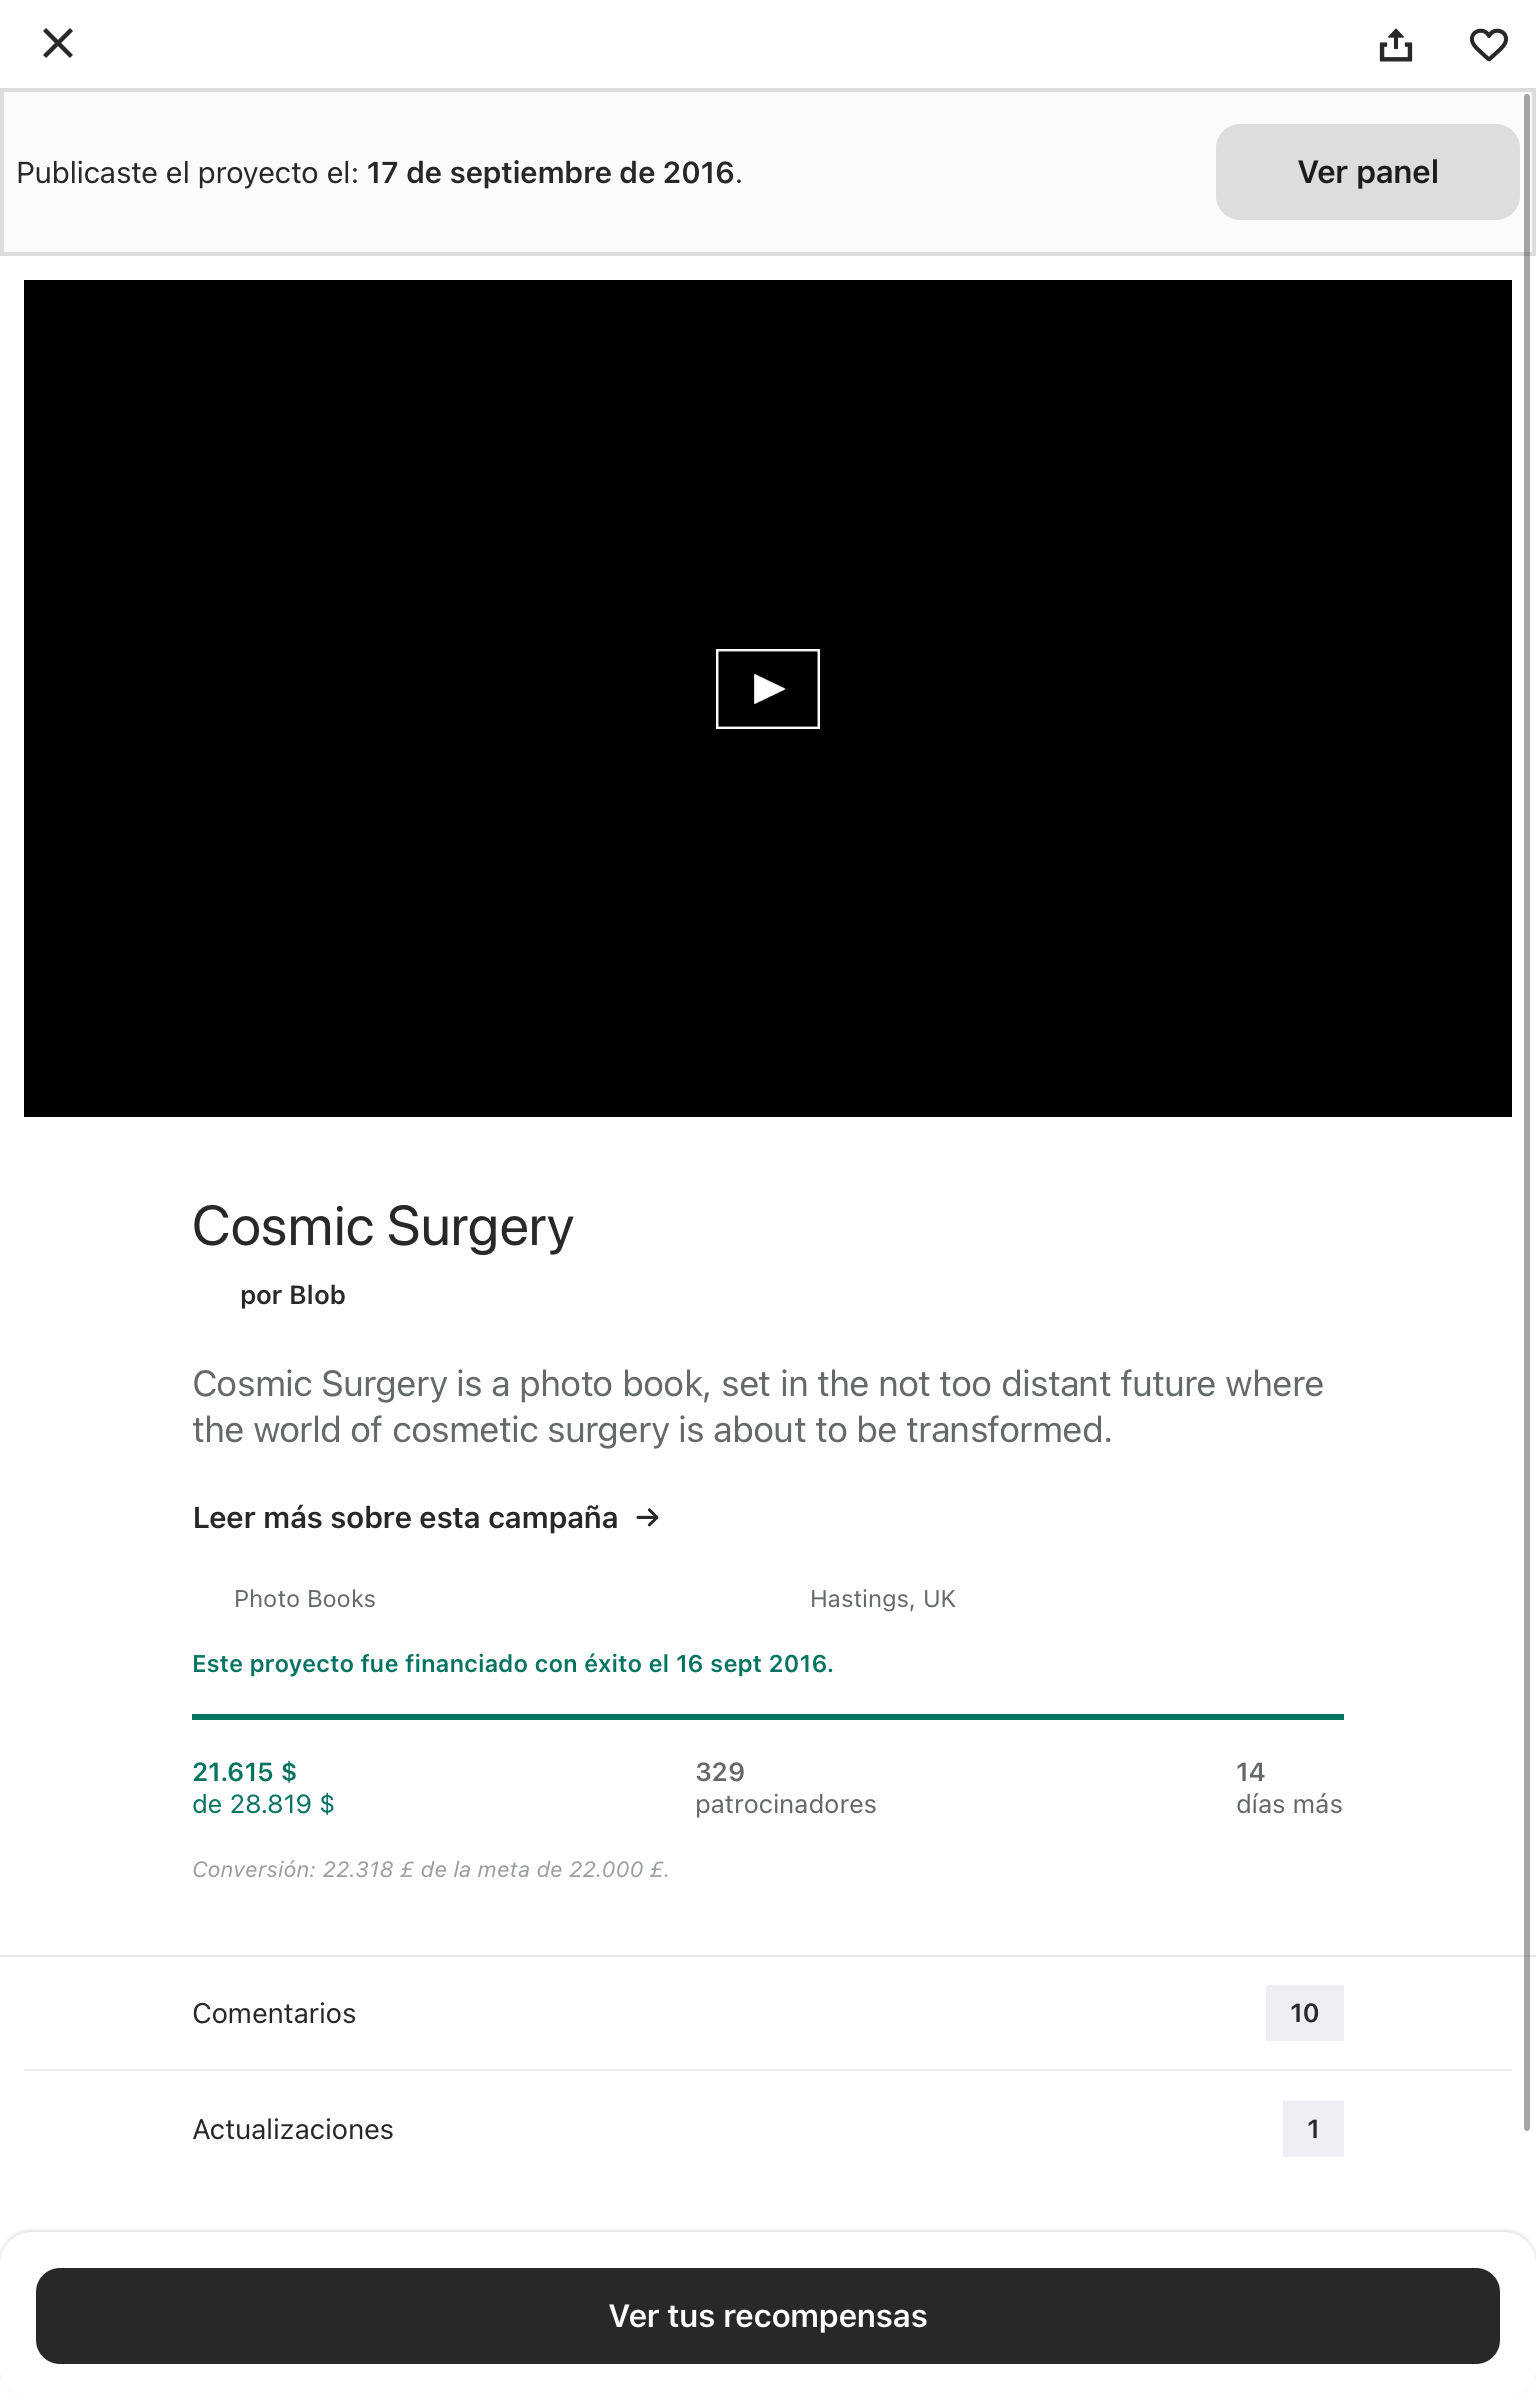 Publicaste el proyecto el: 17 de septiembre de 2016.
Ver panel
Cosmic Surgery
por Blob
Cosmic Surgery is a photo book, set in the not too distant future where
the world of cosmetic surgery is about to be transformed.
Leer más sobre esta campaña →
Photo Books
Hastings, UK
Este proyecto fue financiado con éxito el 16 sept 2016.
21.615 $
de 28.819 $
329
patrocinadores
14
días más
Conversión: 22.318 £ de la meta de 22.000 £.
Comentarios
10
Actualizaciones
1
Ver tus recompensas